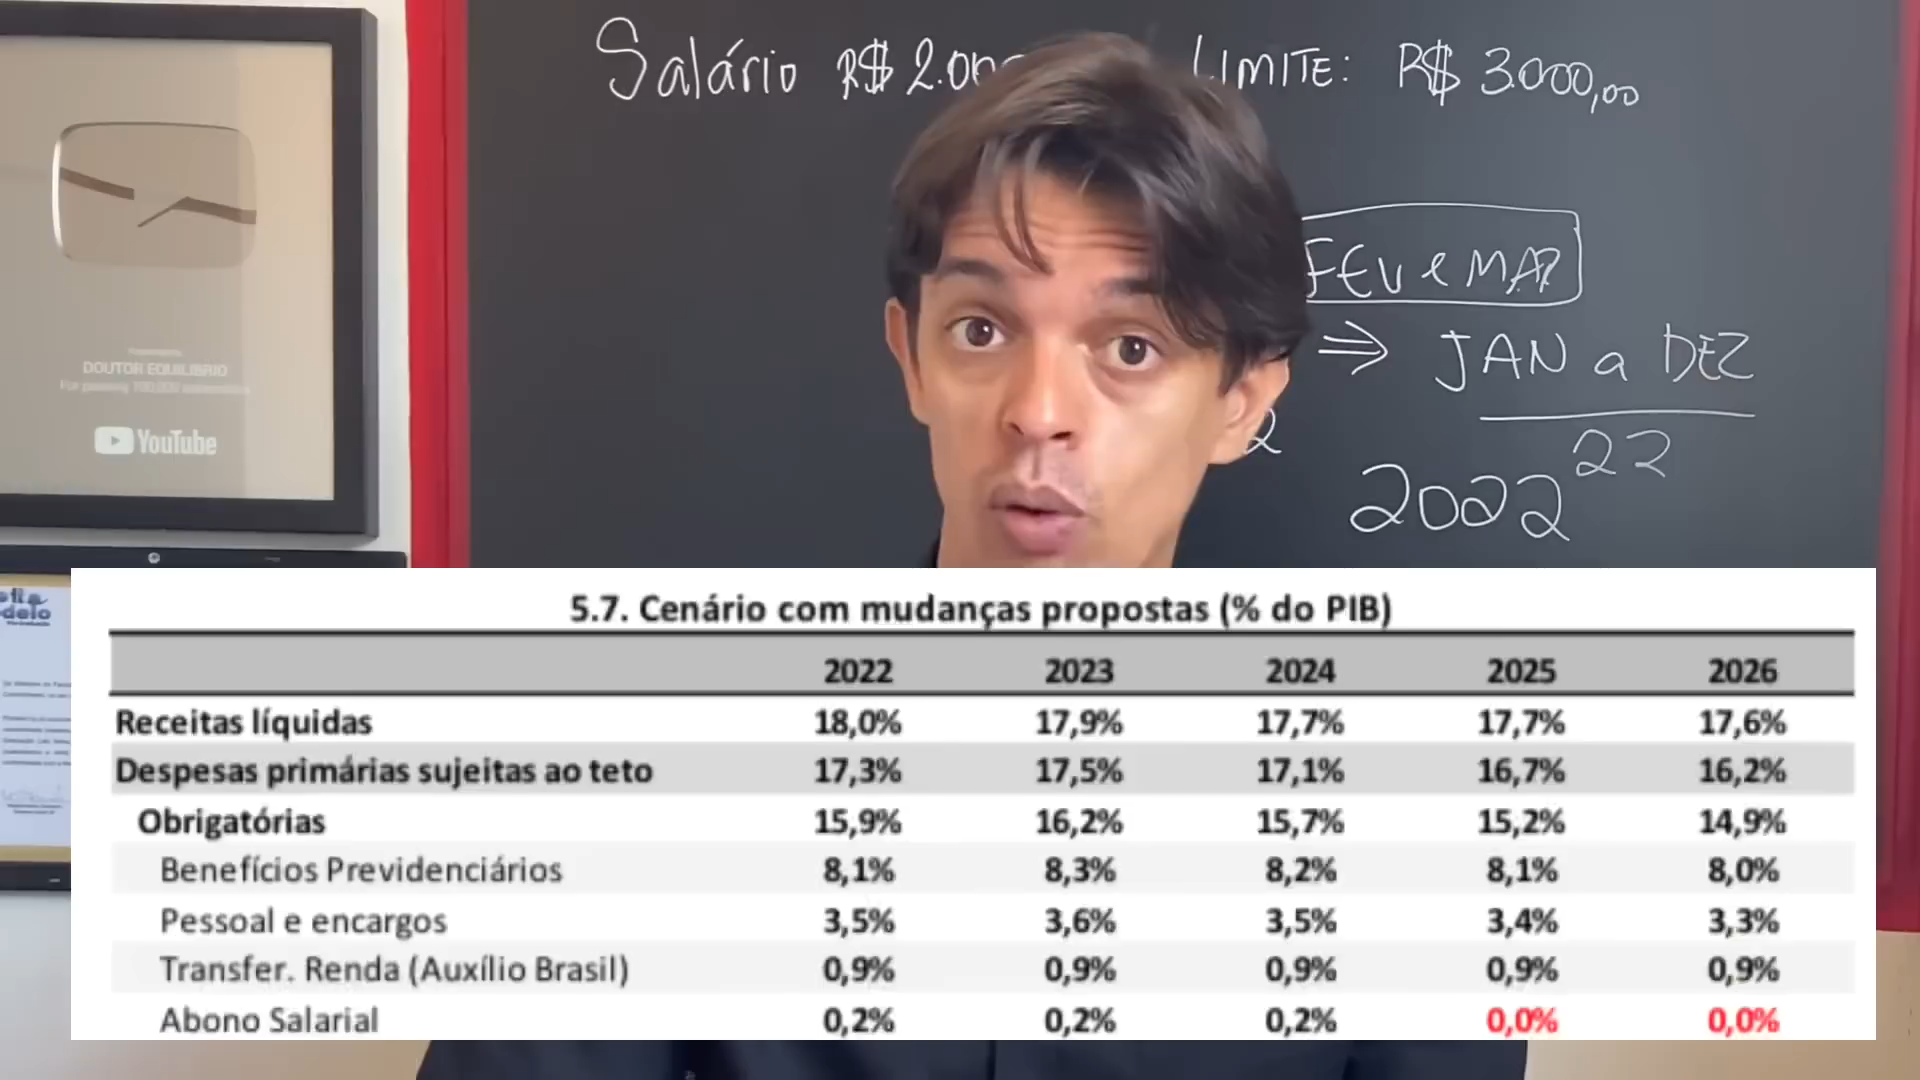 Salário R$ 2.00
LIMITE: R$ 3.000,00
FEV e MAR
⇒ JAN a DEZ
22
2
2022
DOUTOR EQUILIBRIO
YouTube
delo
5.7. Cenário com mudanças propostas (% do PIB)
2022 2023 2024 2025 2026
Receitas líquidas 18,0% 17,9% 17,7% 17,7% 17,6%
Despesas primárias sujeitas ao teto 17,3% 17,5% 17,1% 16,7% 16,2%
Obrigatórias 15,9% 16,2% 15,7% 15,2% 14,9%
Benefícios Previdenciários 8,1% 8,3% 8,2% 8,1% 8,0%
Pessoal e encargos 3,5% 3,6% 3,5% 3,4% 3,3%
Transfer. Renda (Auxílio Brasil) 0,9% 0,9% 0,9% 0,9% 0,9%
Abono Salarial 0,2% 0,2% 0,2% 0,0% 0,0%